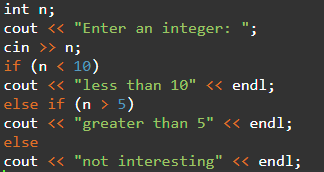 int n;
cout << "Enter an integer: ";
cin >> n;
if (n < 10)
cout << "less than 10" << endl;
else if (n > 5)
cout << "greater than 5" << endl;
else
cout << "not interesting" << endl;